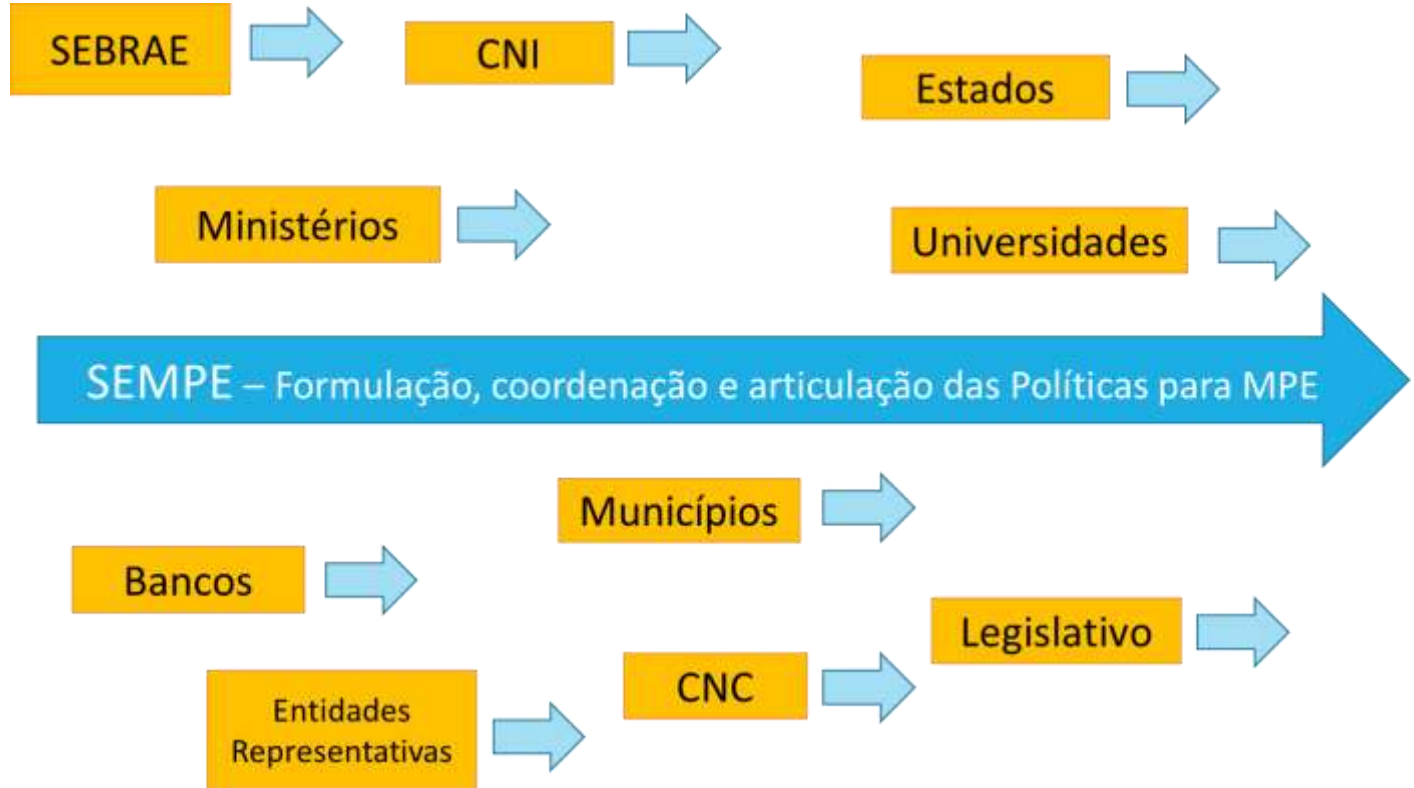 SEBRAE
CNI
Estados
Ministérios
Universidades
SEMPE – Formulação, coordenação e articulação das Políticas para MPE
Municípios
Bancos
Legislativo
CNC
Entidades
Representativas